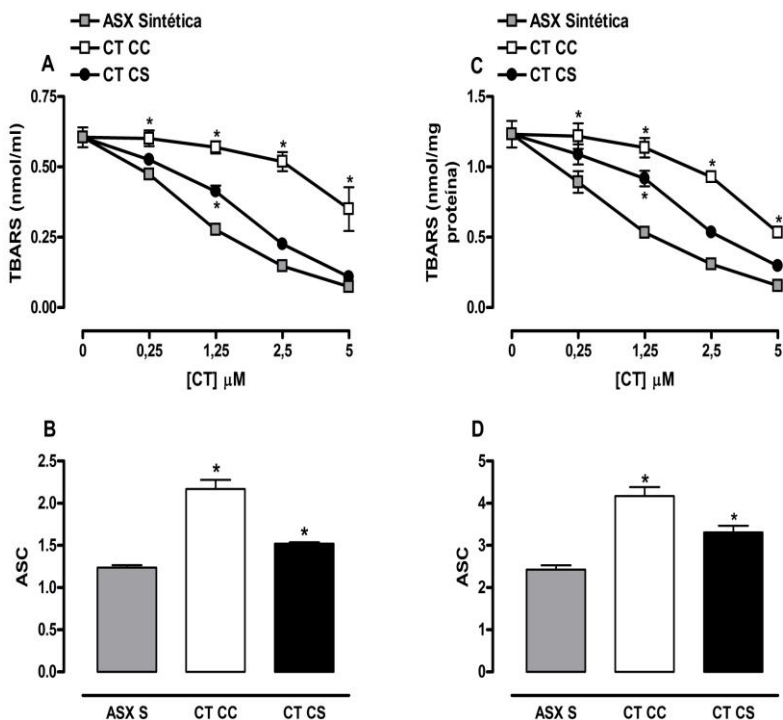 ASX Sintética
CT CC
CT CS
A
TBARS (nmol/ml)
0.75
0.50
0.25
0.00
* * * *
*
0 0,25 1,25 2,5 5
[CT] μM
ASX Sintética
CT CC
CT CS
C
TBARS (nmol/mg
proteína)
1.5
1.0
0.5
0.0
* * * *
*
0 0,25 1,25 2,5 5
[CT] μM
B
ASC
2.5
2.0
1.5
1.0
0.5
0.0
* *
ASX S CT CC CT CS
D
ASC
5
4
3
2
1
0
* *
ASX S CT CC CT CS